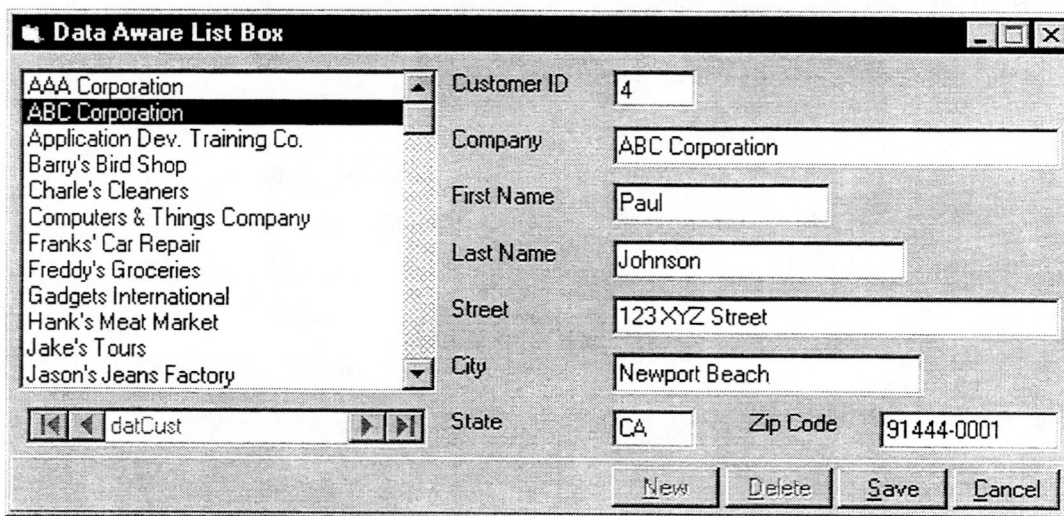 Data Aware List Box
AAA Corporation
ABC Corporation
Application Dev. Training Co.
Barry's Bird Shop
Charle's Cleaners
Computers & Things Company
Franks' Car Repair
Freddy's Groceries
Gadgets International
Hank's Meat Market
Jake's Tours
Jason's Jeans Factory
datCust
Customer ID 4
Company ABC Corporation
First Name Paul
Last Name Johnson
Street 123 XYZ Street
City Newport Beach
State CA Zip Code 91444-0001
New Delete Save Cancel